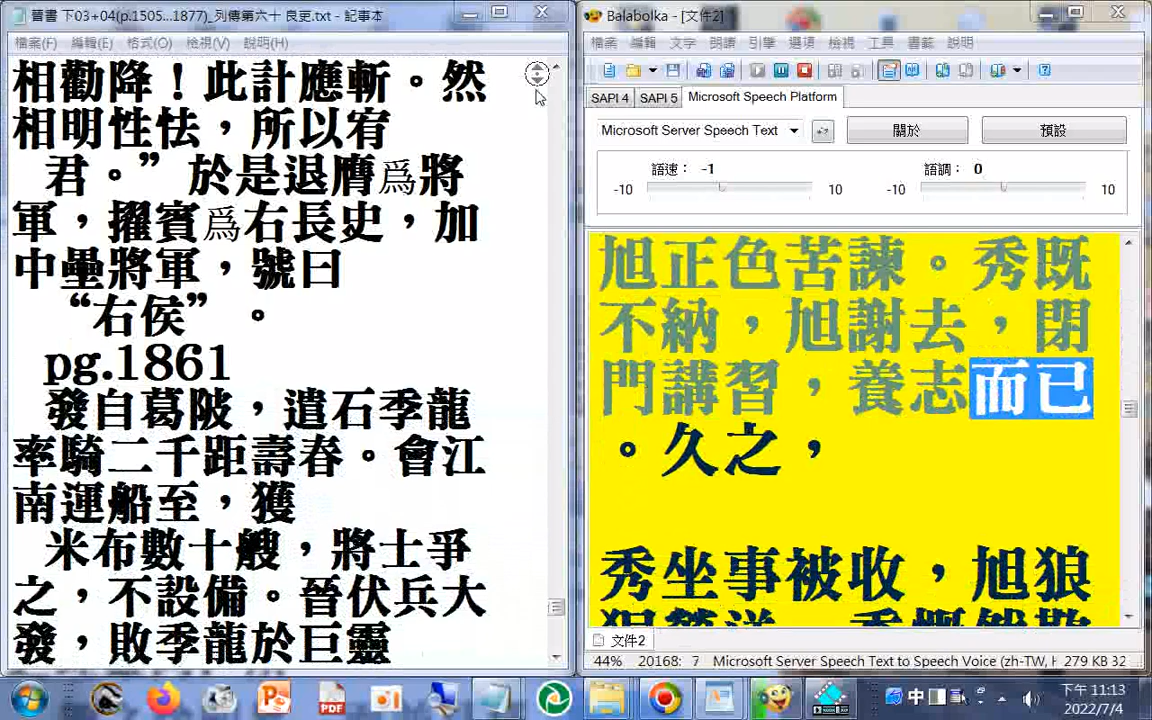 晉書 下03+04(p.1505...1877)_列傳第六十 良更.txt - 記事本
檔案(F) 編輯(E) 格式(O) 檢視(V) 說明(H)
相勸降！此計應斬。然
相明性怯，所以宥
君。”於是退膺爲將
軍，擢賓爲右長史，加
中壘將軍，號曰
“右侯”。
pg.1861
發自葛陂，遣石季龍
率騎二千距壽春。會江
南運船至，獲
米布數十艘，將士爭
之，不設備。晉伏兵大
發，敗季龍於巨靈
Balabolka - [文件2]
檔案 編輯 文字 朗讀 引擎 選項 檢視 工具 書籤 說明
SAPI 4 SAPI 5 Microsoft Speech Platform
Microsoft Server Speech Text 關於 預設
語速： -1 語調： 0
-10 10 -10 10
旭正色苦諫。秀既
不納，旭謝去，閉
門講習，養志而已
。久之，
秀坐事被收，旭狼
文件2
44% 20168: 7 Microsoft Server Speech Text to Speech Voice (zh-TW, H 279 KB 32
中
下午 11:13
2022/7/4